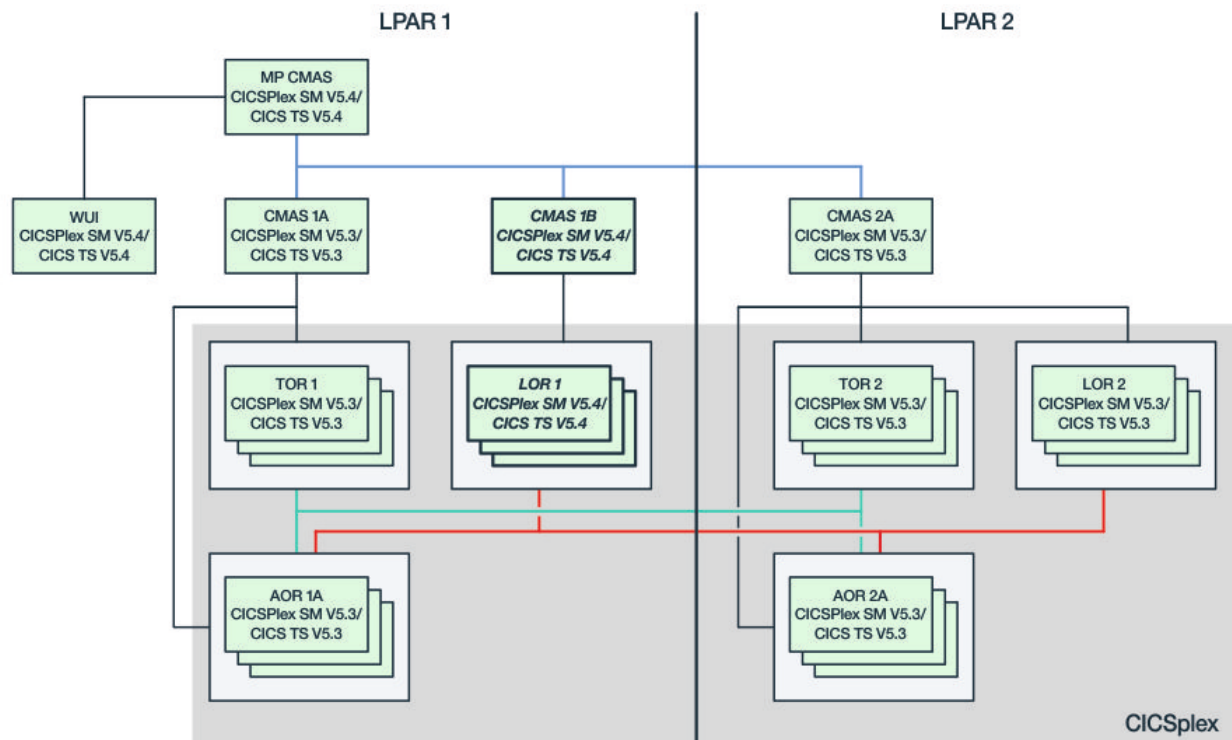 LPAR 1
LPAR 2
MP CMAS
CICSPlex SM V5.4/
CICS TS V5.4
WUI
CICSPlex SM V5.4/
CICS TS V5.4
CMAS 1A
CICSPlex SM V5.3/
CICS TS V5.3
CMAS 1B
CICSPlex SM V5.4/
CICS TS V5.4
CMAS 2A
CICSPlex SM V5.3/
CICS TS V5.3
TOR 1
CICSPlex SM V5.3/
CICS TS V5.3
LOR 1
CICSPlex SM V5.4/
CICS TS V5.4
TOR 2
CICSPlex SM V5.3/
CICS TS V5.3
LOR 2
CICSPlex SM V5.3/
CICS TS V5.3
AOR 1A
CICSPlex SM V5.3/
CICS TS V5.3
AOR 2A
CICSPlex SM V5.3/
CICS TS V5.3
CICSplex